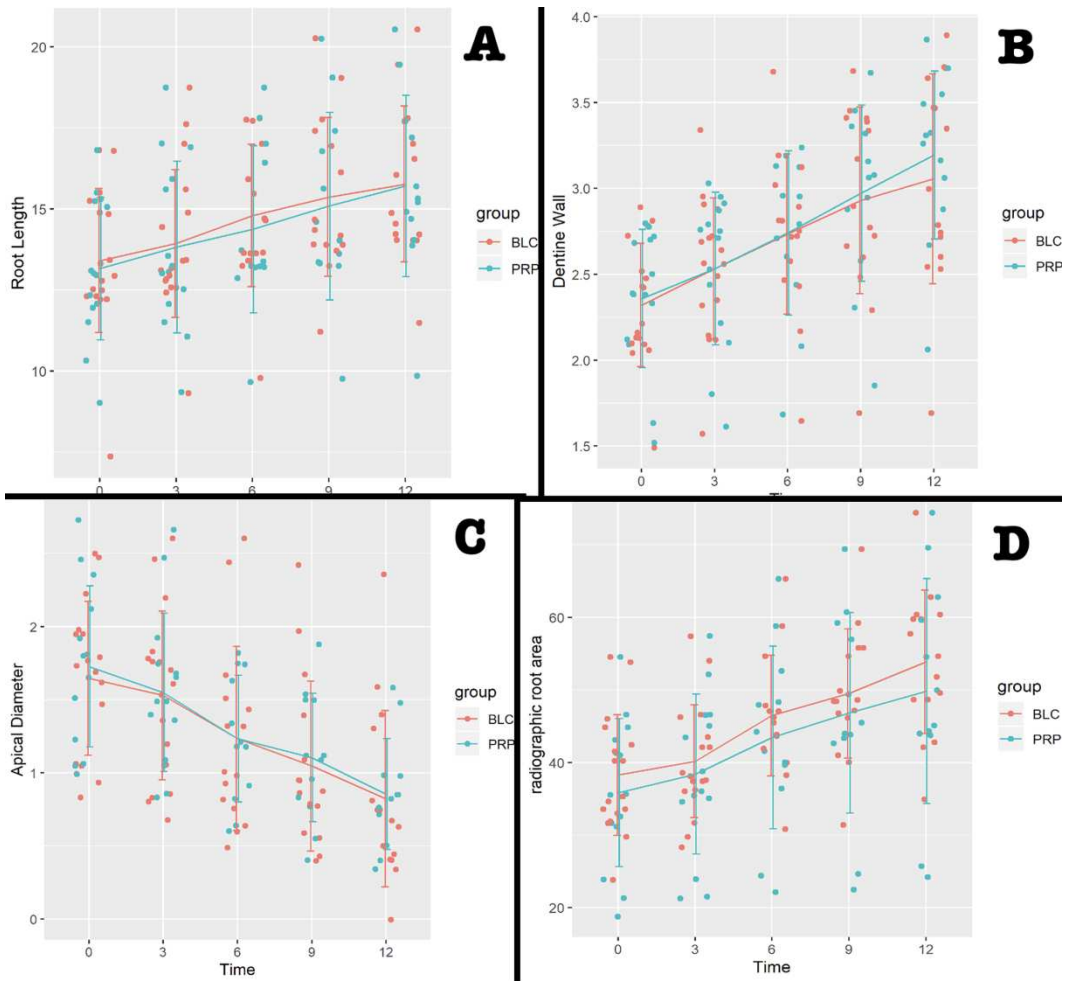 A
Root Length
20
15
10
0 3 6 9 12
group
BLC
PRP
B
Dentine Wall
4.0
3.5
3.0
2.5
2.0
1.5
0 3 6 9 12
group
BLC
PRP
C
Apical Diameter
2
1
0
0 3 6 9 12
Time
group
BLC
PRP
D
radiographic root area
60
40
20
0 3 6 9 12
Time
group
BLC
PRP